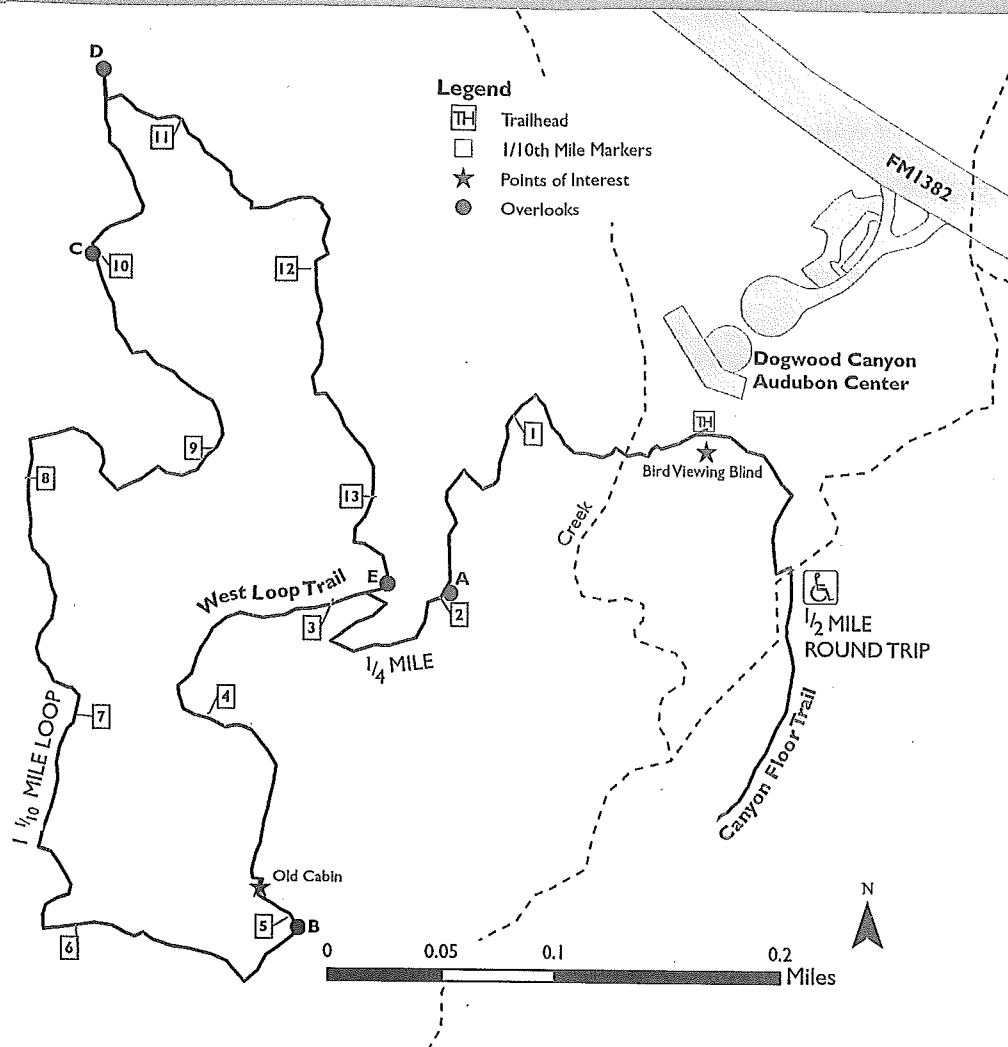 D
Legend
TH Trailhead
1/10th Mile Markers
Points of Interest
Overlooks
11
FM1382
C
10
12
Dogwood Canyon
Audubon Center
TH
1
Bird Viewing Blind
9
8
13
Creek
West Loop Trail
E
A
2
3
1/4 MILE
1/2 MILE
ROUND TRIP
4
7
1 1/10 MILE LOOP
Canyon Floor Trail
Old Cabin
5
B
6
N
0 0.05 0.1 0.2
Miles